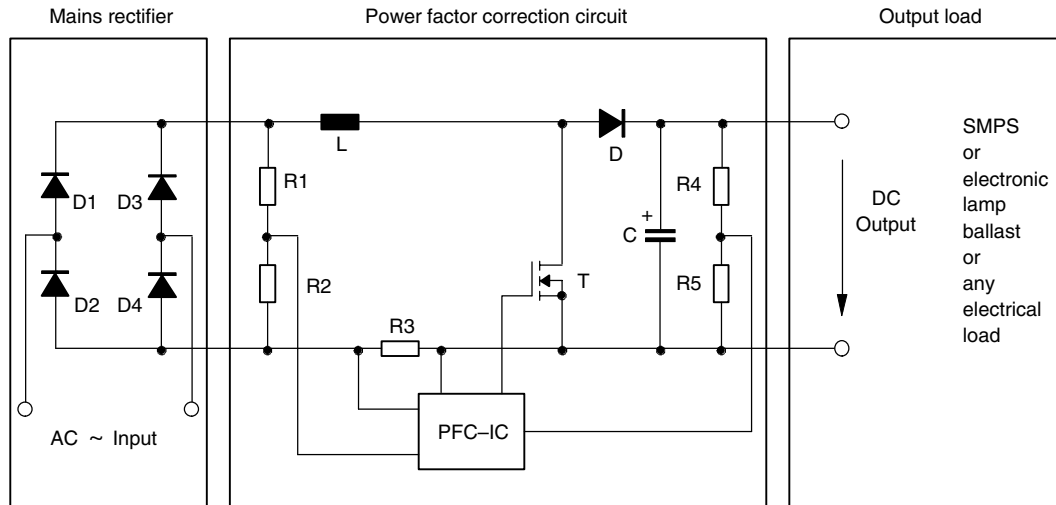 Mains rectifier
Power factor correction circuit
Output load
L
D
R1
R4
D1
D3
C
+
DC
Output
SMPS
or
electronic
lamp
ballast
or
any
electrical
load
R2
T
R5
D2
D4
R3
PFC–IC
AC ~ Input